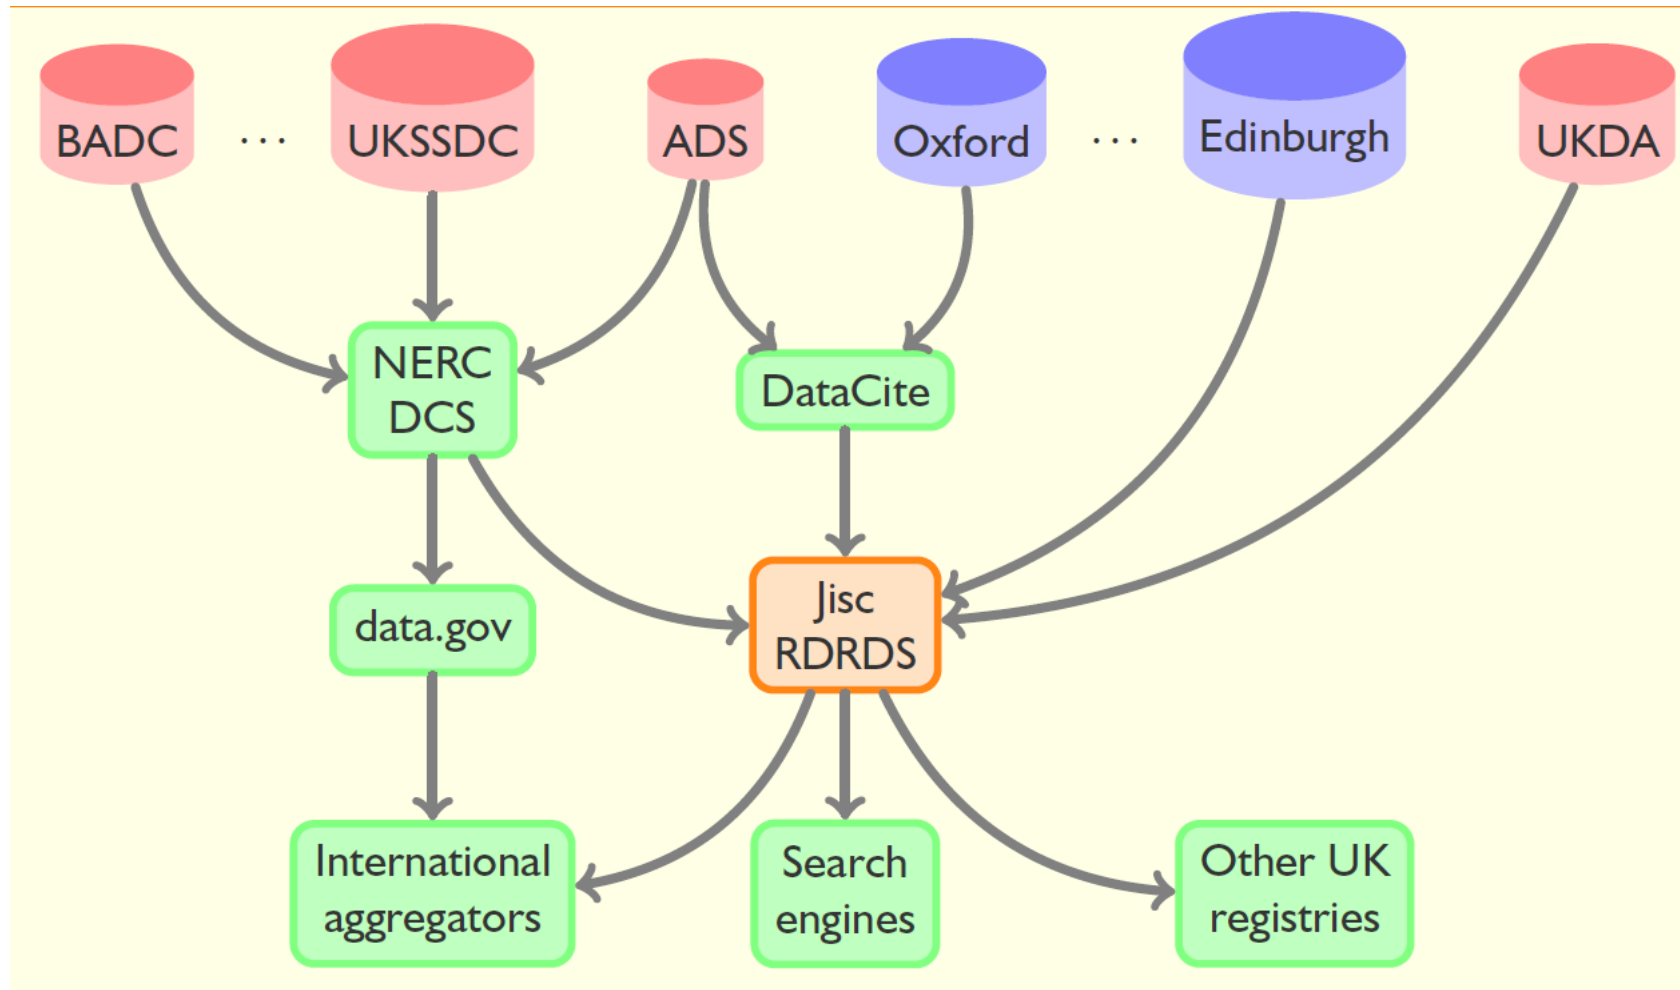 BADC
...
UKSSDC
ADS
Oxford
...
Edinburgh
UKDA
NERC
DCS
DataCite
data.gov
Jisc
RDRDS
International
aggregators
Search
engines
Other UK
registries